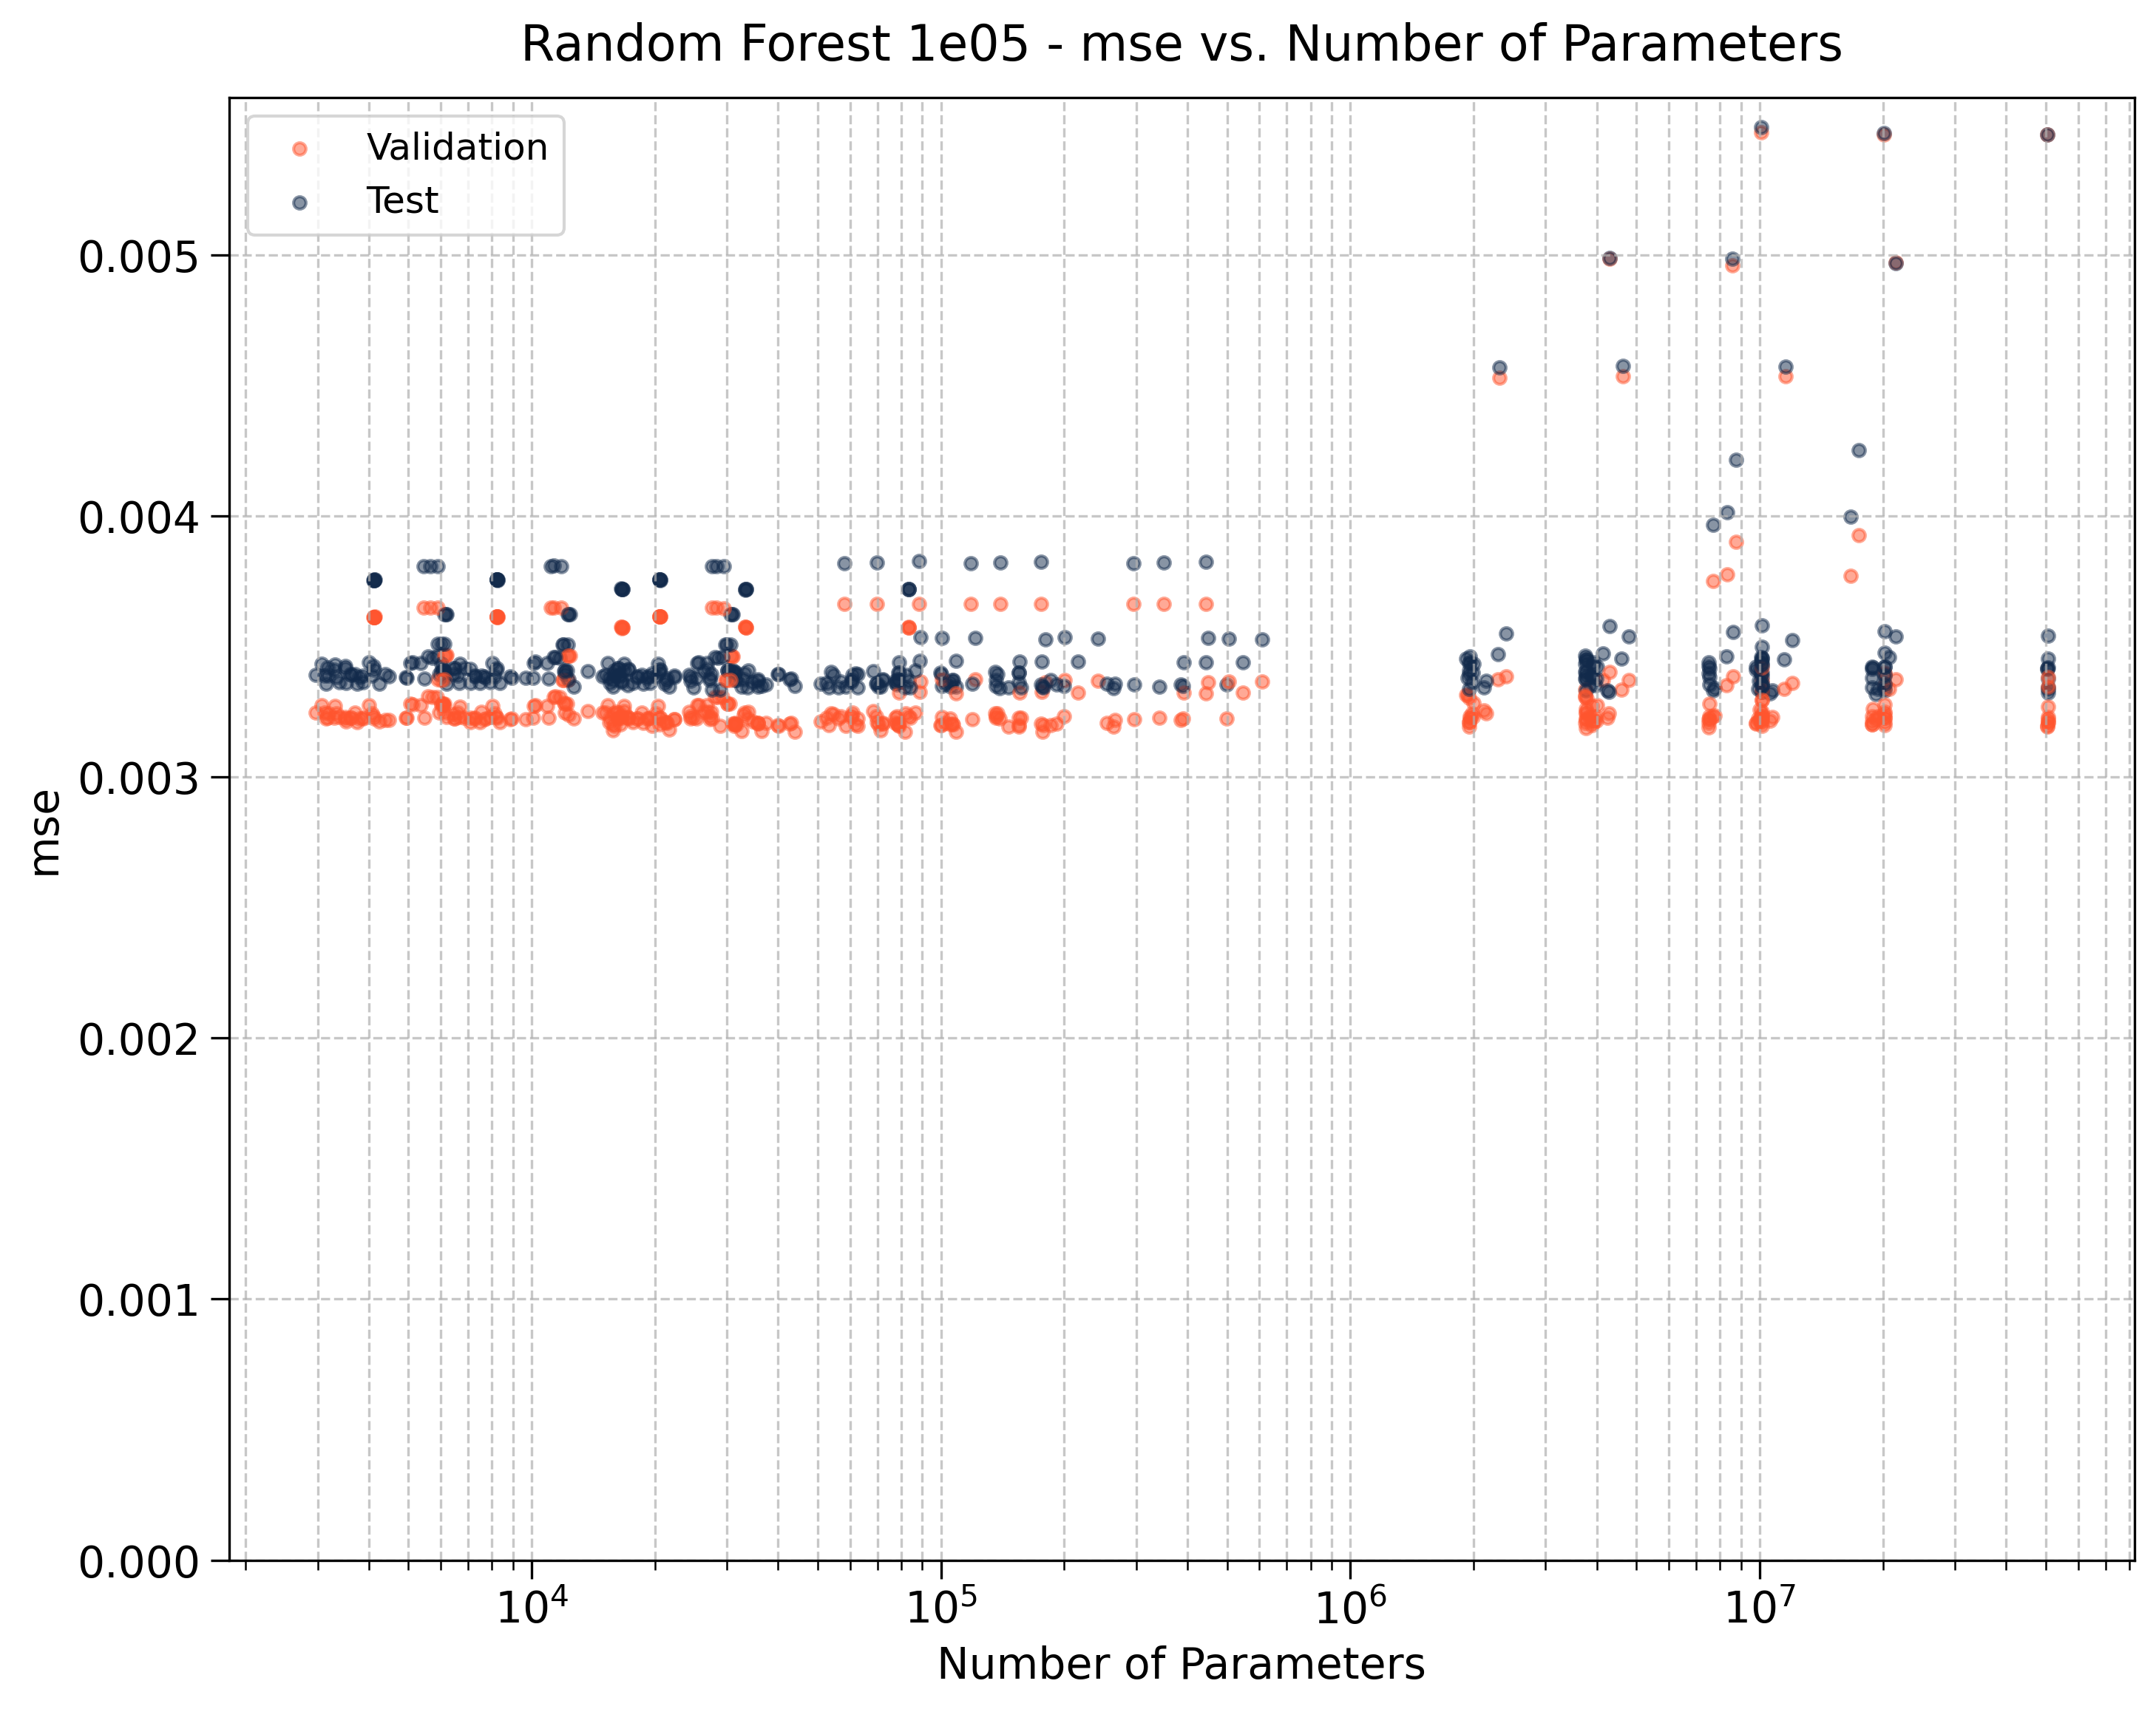 Random Forest 1e05 - mse vs. Number of Parameters
Validation
Test
0.005
0.004
0.003
0.002
0.001
0.000
mse
10⁴
10⁵
10⁶
10⁷
Number of Parameters